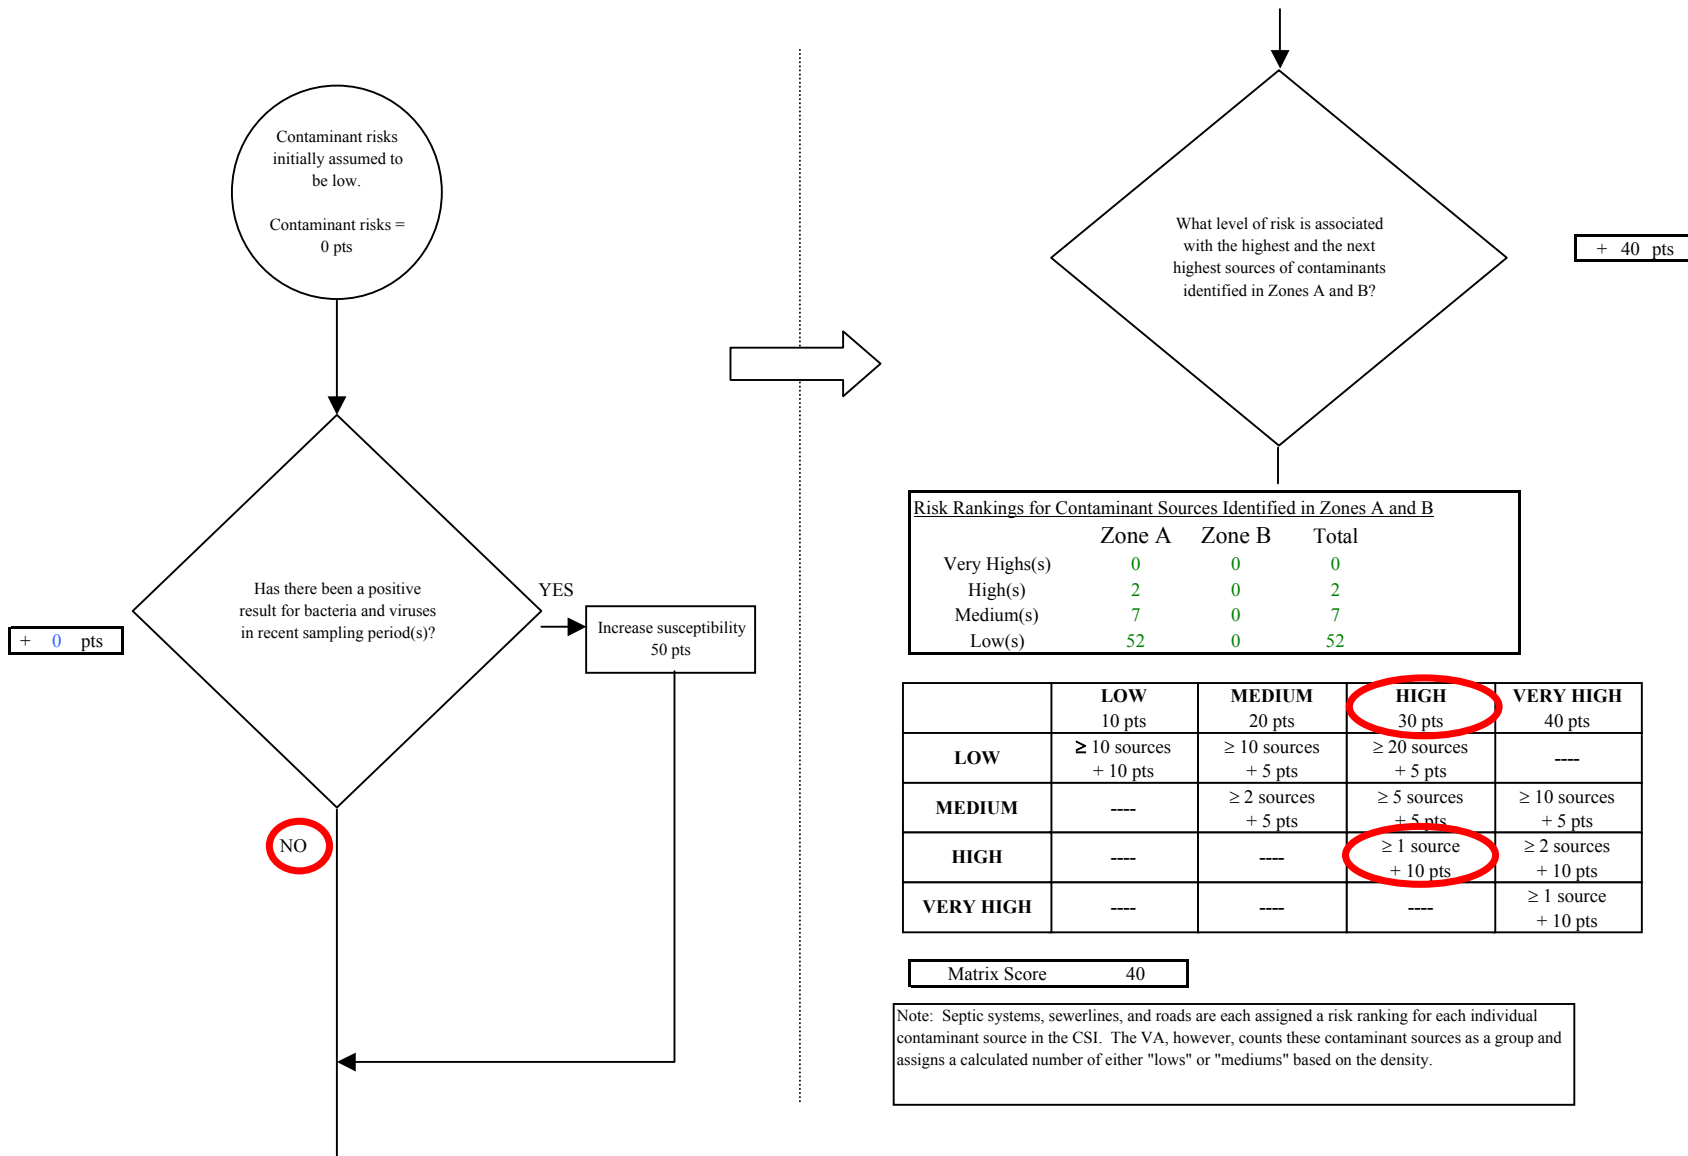 Contaminant risks
initially assumed to
be low.
Contaminant risks =
0 pts
Has there been a positive
result for bacteria and viruses
in recent sampling period(s)?
YES
+ 0 pts
Increase susceptibility
50 pts
NO
What level of risk is associated
with the highest and the next
highest sources of contaminants
identified in Zones A and B?
+ 40 pts
Risk Rankings for Contaminant Sources Identified in Zones A and B
Zone A Zone B Total
Very Highs(s) 0 0 0
High(s) 2 0 2
Medium(s) 7 0 7
Low(s) 52 0 52
LOW MEDIUM HIGH VERY HIGH
10 pts 20 pts 30 pts 40 pts
LOW ≥ 10 sources + 10 pts ≥ 10 sources + 5 pts ≥ 20 sources + 5 pts ----
MEDIUM ---- ≥ 2 sources + 5 pts ≥ 5 sources + 5 pts ≥ 10 sources + 5 pts
HIGH ---- ---- ≥ 1 source + 10 pts ≥ 2 sources + 10 pts
VERY HIGH ---- ---- ---- ≥ 1 source + 10 pts
Matrix Score 40
Note: Septic systems, sewerlines, and roads are each assigned a risk ranking for each individual
contaminant source in the CSI. The VA, however, counts these contaminant sources as a group and
assigns a calculated number of either "lows" or "mediums" based on the density.